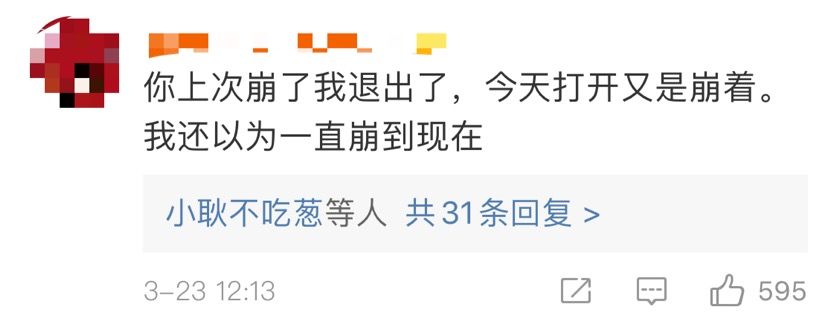 你上次崩了我退出了，今天打开又是崩着。
我还以为一直崩到现在
小耿不吃葱等人 共31条回复 >
3-23 12:13
595